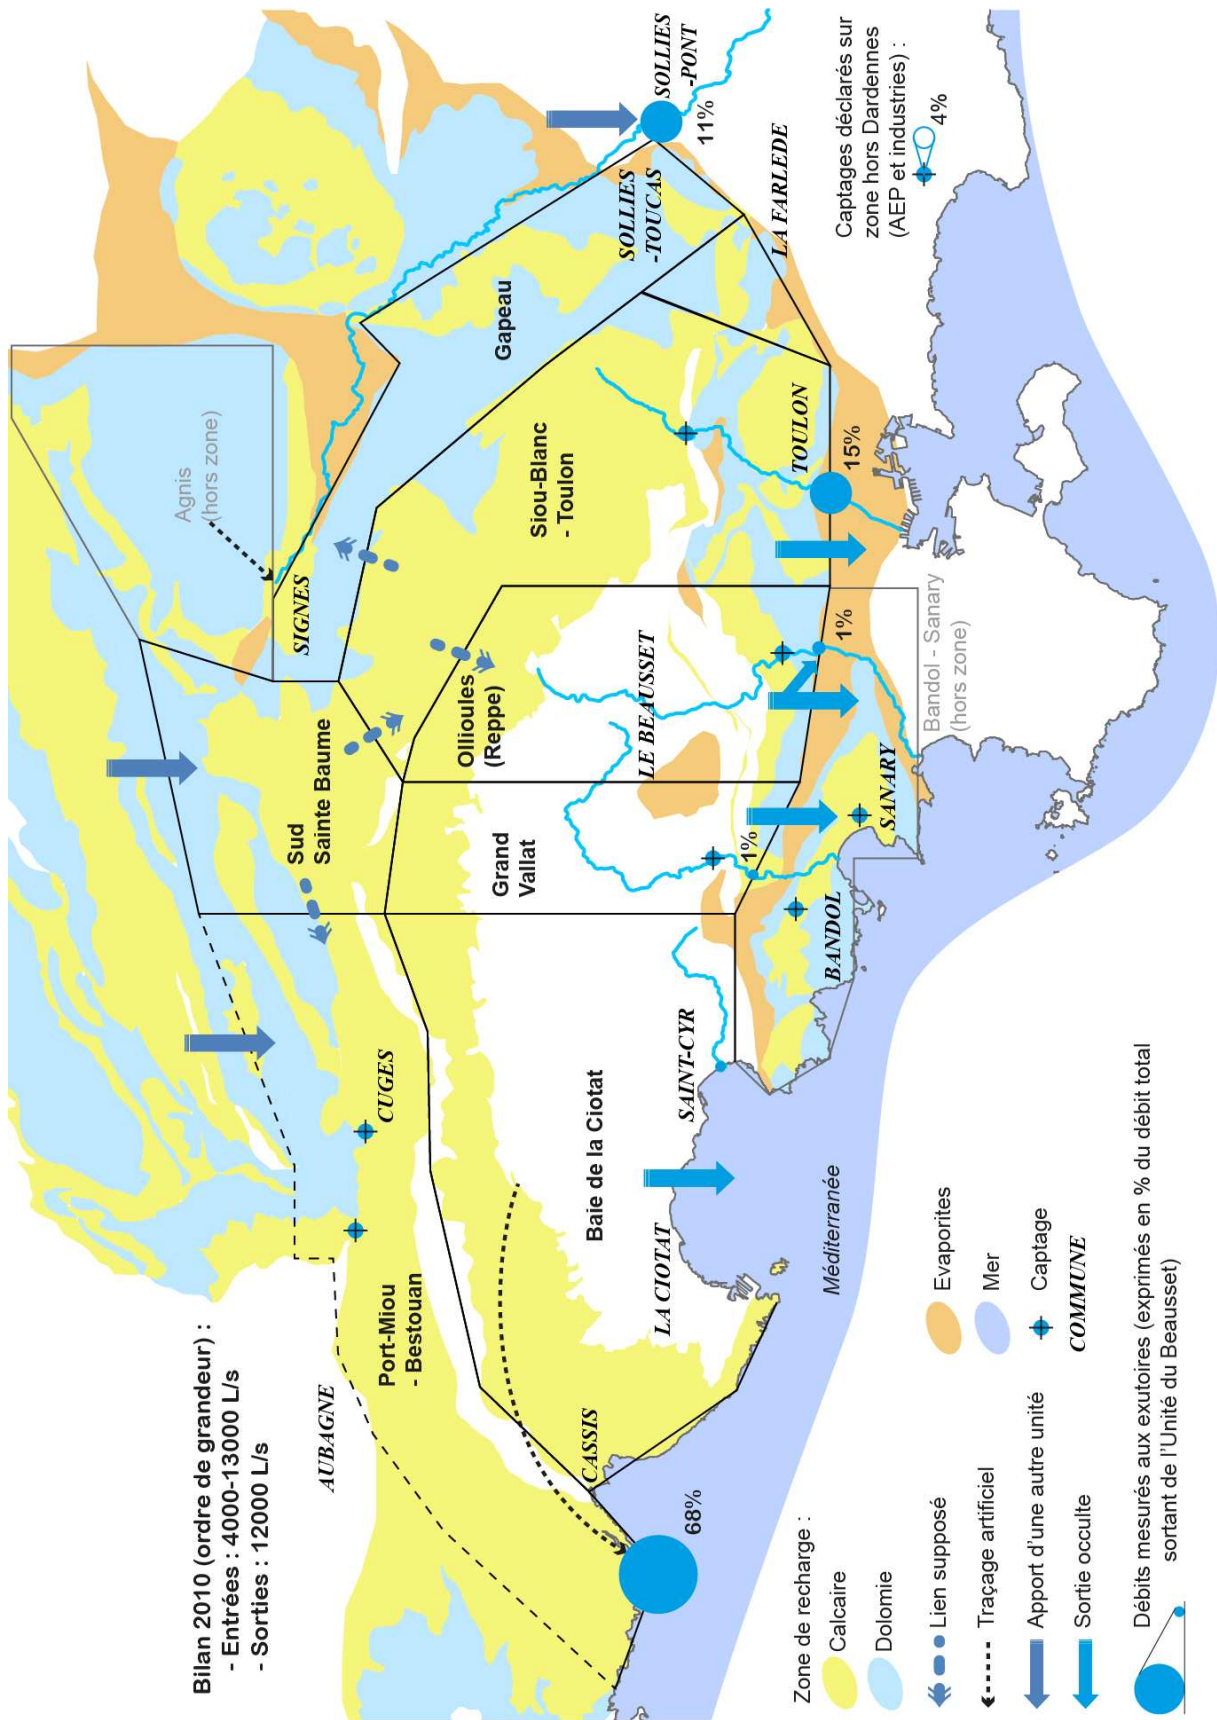 Bilan 2010 (ordre de grandeur) :
- Entrées : 4000-13000 L/s
- Sorties : 12000 L/s
AUBAGNE
Port-Miou
- Bestouan
CUGES
Sud
Sainte Baume
SIGNES
Agnis
(hors zone)
Gapeau
SOLLIES
-TOUCAS
SOLLIES
-PONT
11%
LA FARLEDE
Siou-Blanc
- Toulon
TOULON
15%
Ollioules
(Reppe)
LE BEAUSSET
1%
Grand
Vallat
1%
SANARY
BANDOL
Bandol - Sanary
(hors zone)
Baie de la Ciotat
SAINT-CYR
LA CIOTAT
CASSIS
68%
Méditerranée
Captages déclarés sur
zone hors Dardennes
(AEP et industries) :
4%
Zone de recharge :
Calcaire
Dolomie
Evaporites
Mer
Lien supposé
Traçage artificiel
Apport d'une autre unité
Sortie occulte
Captage
COMMUNE
Débits mesurés aux exutoires (exprimés en % du débit total
sortant de l'Unité du Beausset)